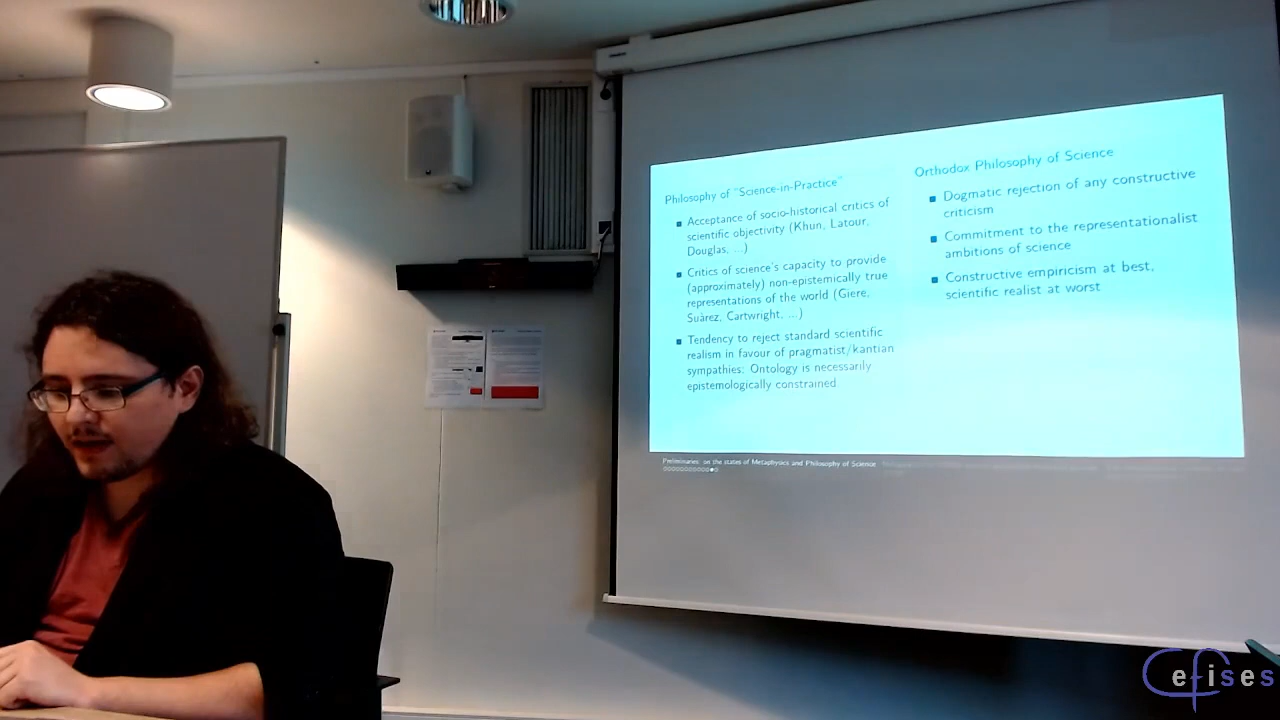 Philosophy of "Science-in-Practice"
Acceptance of socio-historical critics of
scientific objectivity (Khun, Latour,
Douglas, ...)
Critics of science's capacity to provide
(approximately) non-epistemically true
representations of the world (Giere,
Suàrez, Cartwright, ...)
Tendency to reject standard scientific
realism in favour of pragmatist/kantian
sympathies: Ontology is necessarily
epistemologically constrained
Orthodox Philosophy of Science
Dogmatic rejection of any constructive
criticism
Commitment to the representationalist
ambitions of science
Constructive empiricism at best,
scientific realist at worst
Preliminaries: on the states of Metaphysics and Philosophy of Science
Cefises